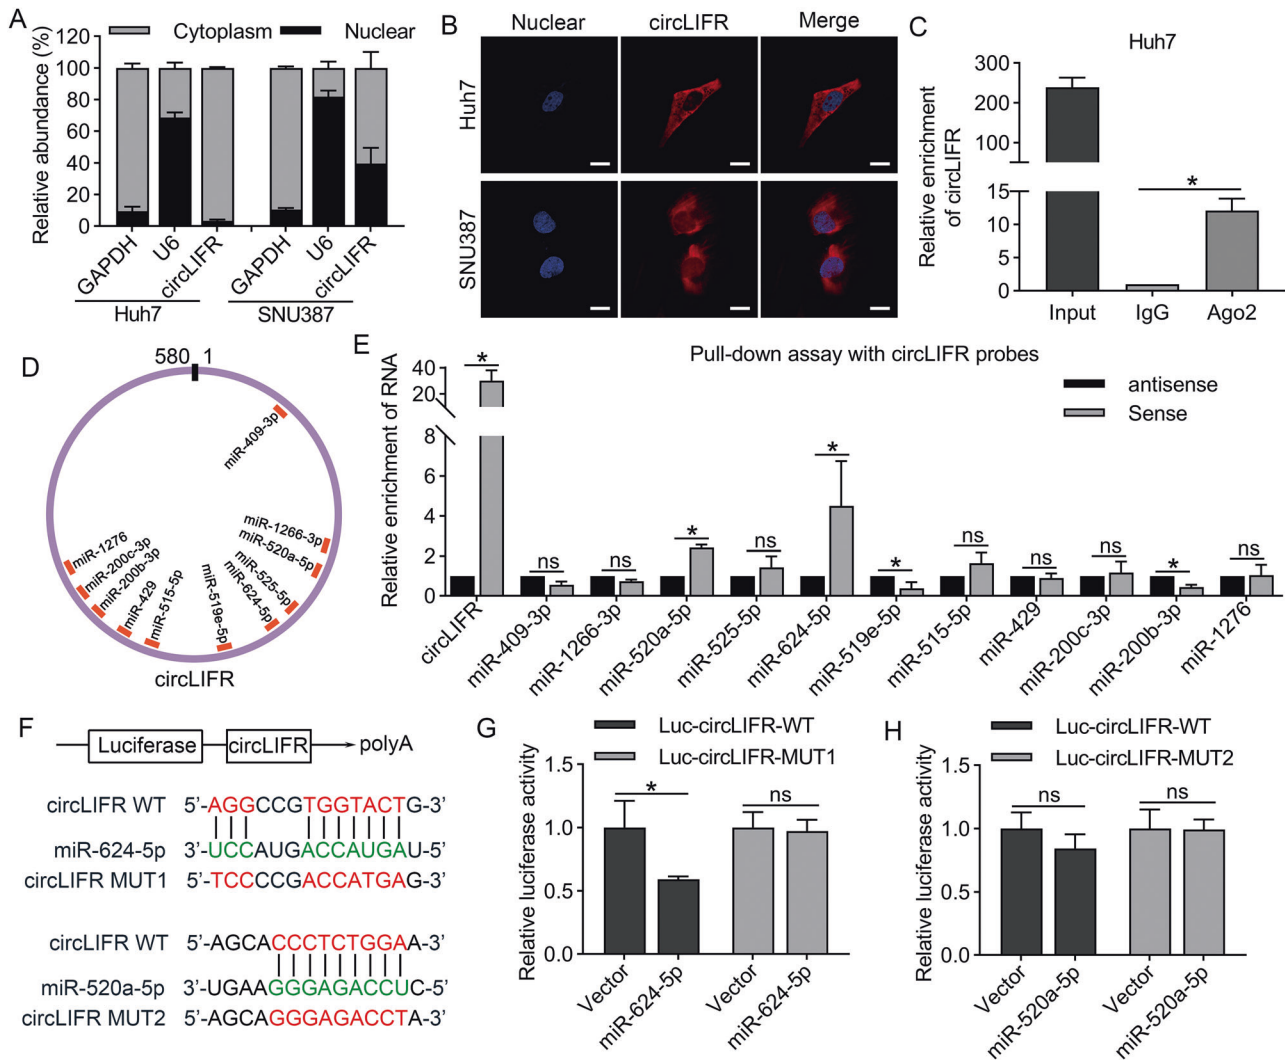 A
Cytoplasm Nuclear
Relative abundance (%)
120
100
80
60
40
20
0
GAPDH U6 circLIFR GAPDH U6 circLIFR
Huh7 SNU387
B
Nuclear circLIFR Merge
Huh7
SNU387
C
Huh7
Relative enrichment
of circLIFR
300
200
100
15
10
5
0
*
Input IgG Ago2
D
580 1
miR-409-3p
miR-1266-3p
miR-520a-5p
miR-525-5p
miR-624-5p
miR-519e-5p
miR-515-5p
miR-429
miR-200b-3p
miR-200c-3p
miR-1276
circLIFR
E
Pull-down assay with circLIFR probes
antisense
Sense
Relative enrichment of RNA
40
20
8
6
4
2
0
* ns ns * ns * * ns ns ns * ns
circLIFR miR-409-3p miR-1266-3p miR-520a-5p miR-525-5p miR-624-5p miR-519e-5p miR-515-5p miR-429 miR-200c-3p miR-200b-3p miR-1276
F
Luciferase circLIFR polyA
circLIFR WT 5’-AGGCCGTGGTACTG-3’
miR-624-5p 3’-UCCAUGACCAUGAU-5’
circLIFR MUT1 5’-TCCCCGACCATGAG-3’
circLIFR WT 5’-AGCACCCTCTGGAA-3’
miR-520a-5p 3’-UGAAGGGAGACCUC-5’
circLIFR MUT2 5’-AGCAGGGAGACCTA-3’
G
Luc-circLIFR-WT
Luc-circLIFR-MUT1
Relative luciferase activity
1.5
1.0
0.5
0.0
* ns
Vector miR-624-5p Vector miR-624-5p
H
Luc-circLIFR-WT
Luc-circLIFR-MUT2
Relative luciferase activity
1.5
1.0
0.5
0.0
ns ns
Vector miR-520a-5p Vector miR-520a-5p